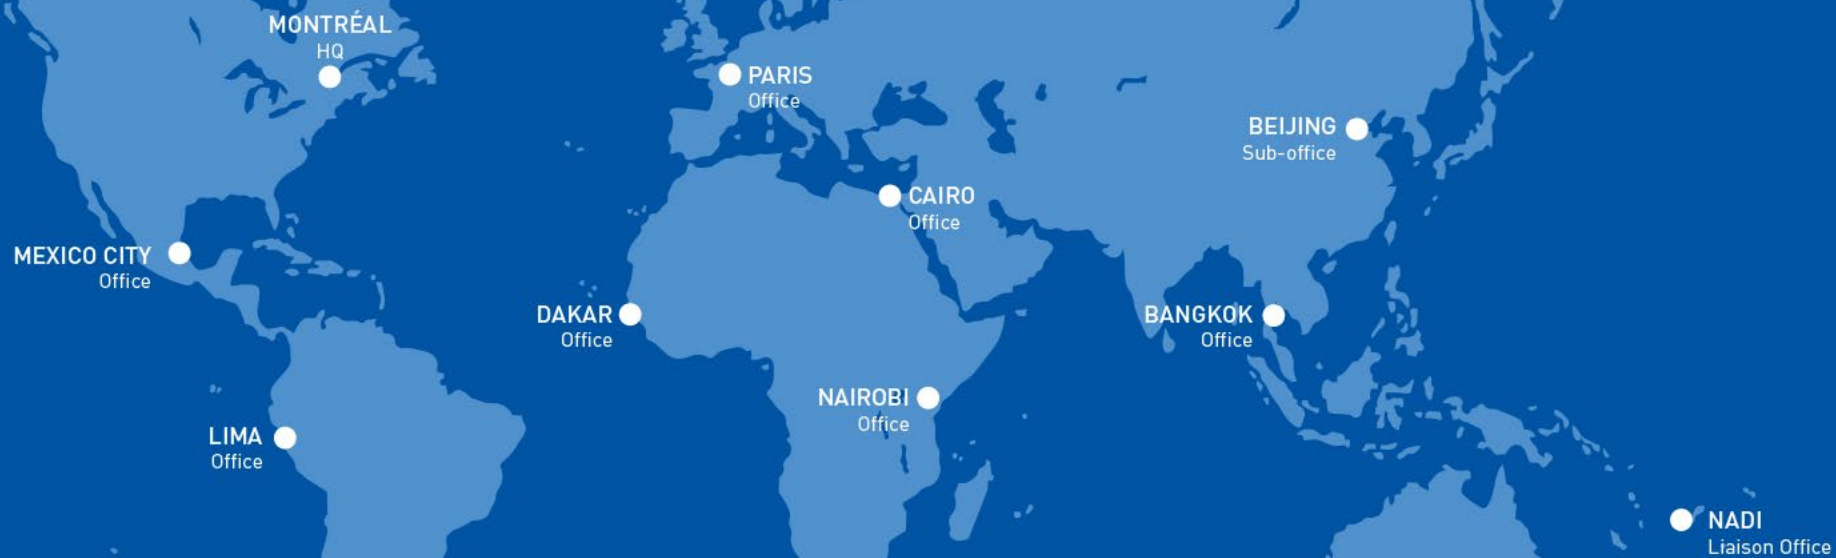 MONTRÉAL
HQ
PARIS
Office
BEIJING
Sub-office
CAIRO
Office
MEXICO CITY
Office
DAKAR
Office
BANGKOK
Office
NAIROBI
Office
LIMA
Office
NADI
Liaison Office